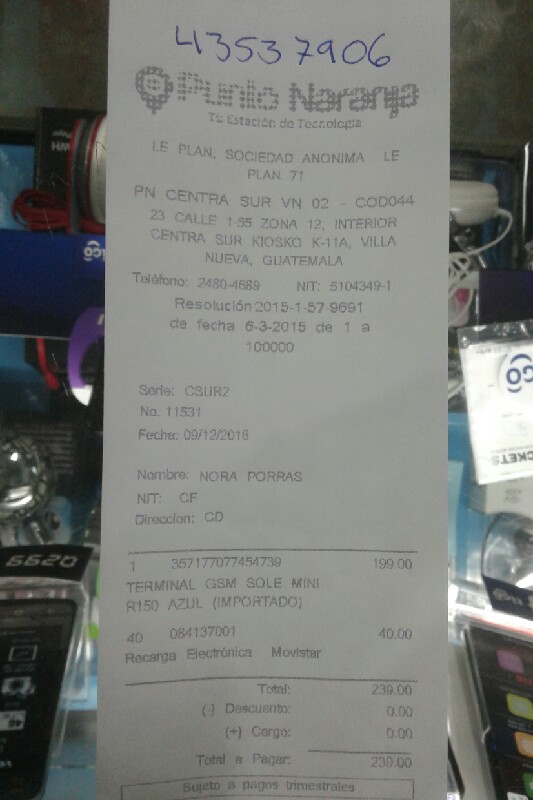 43537906
Punto Naranja
Tu Estación de Tecnología
LE PLAN, SOCIEDAD ANONIMA LE
PLAN 71
PN CENTRA SUR VN 02 - COD044
23 CALLE 1-55 ZONA 12, INTERIOR
CENTRA SUR KIOSKO K-11A, VILLA
NUEVA, GUATEMALA
Teléfono: 2480-4689 NIT: 5104349-1
Resolución 2015-1-57-9691
de fecha 6-3-2015 de 1 a
100000
Serie: CSUR2
No. 11531
Fecha: 09/12/2016
Nombre: NORA PORRAS
NIT: CF
Direccion: CD
1 357177077454739 199.00
TERMINAL GSM SOLE MINI
R150 AZUL (IMPORTADO)
40 084137001 40.00
Recarga Electrónica Movistar
Total: 239.00
(-) Descuento: 0.00
(+) Cargo: 0.00
Total a Pagar: 239.00
Sujeto a pagos trimestrales
6620
tigo